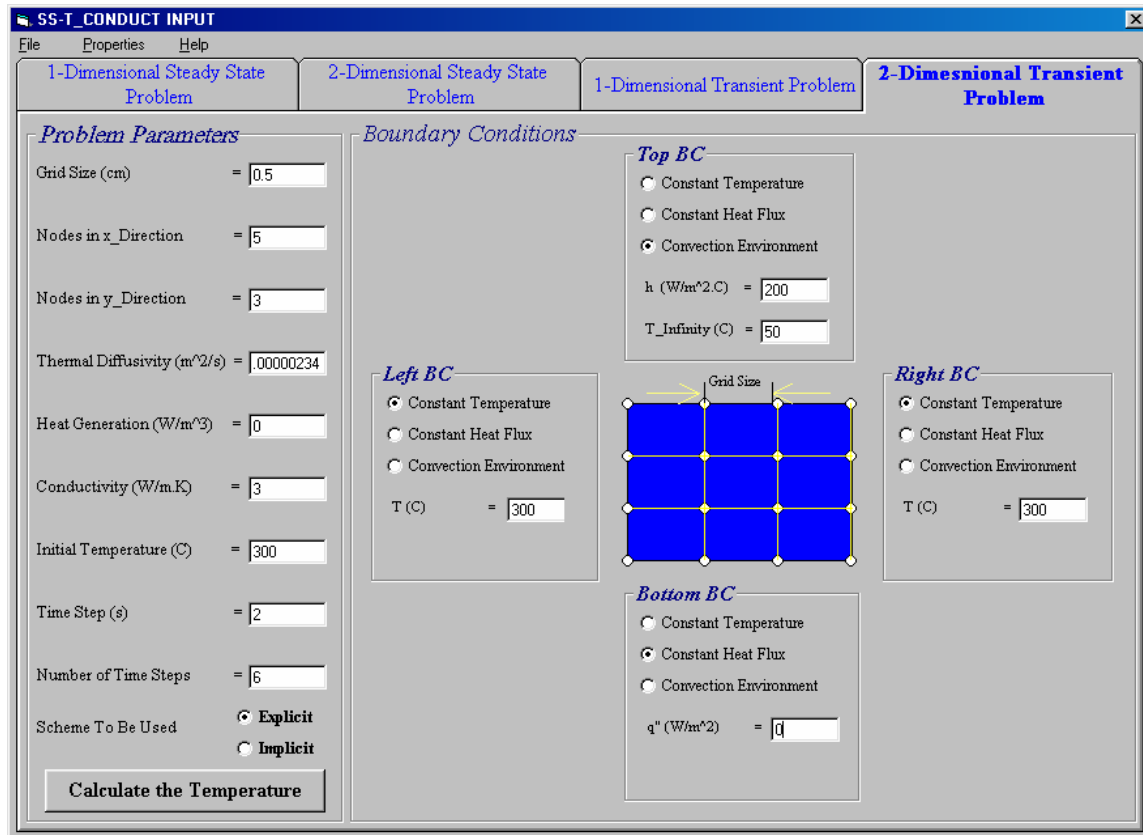 SS-T_CONDUCT INPUT
File Properties Help
1-Dimensional Steady State
Problem
2-Dimensional Steady State
Problem
1-Dimensional Transient Problem
2-Dimesnional Transient
Problem
Problem Parameters
Grid Size (cm) = 0.5
Nodes in x_Direction = 5
Nodes in y_Direction = 3
Thermal Diffusivity (m^2/s) = .00000234
Heat Generation (W/m^3) = 0
Conductivity (W/m.K) = 3
Initial Temperature (C) = 300
Time Step (s) = 2
Number of Time Steps = 6
Scheme To Be Used
Explicit
Implicit
Calculate the Temperature
Boundary Conditions
Top BC
Constant Temperature
Constant Heat Flux
Convection Environment
h (W/m^2.C) = 200
T_Infinity (C) = 50
Left BC
Constant Temperature
Constant Heat Flux
Convection Environment
T (C) = 300
Grid Size
Right BC
Constant Temperature
Constant Heat Flux
Convection Environment
T (C) = 300
Bottom BC
Constant Temperature
Constant Heat Flux
Convection Environment
q" (W/m^2) = 0